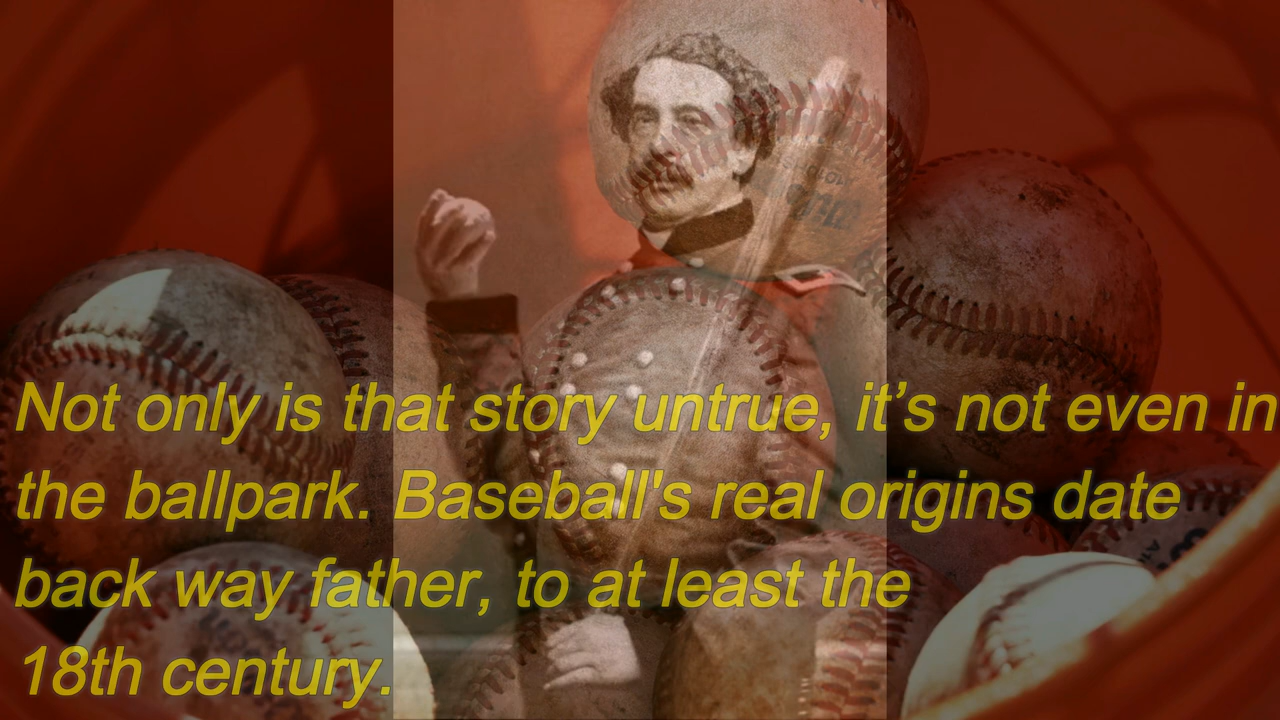 Not only is that story untrue, it’s not even in
the ballpark. Baseball's real origins date
back way father, to at least the
18th century.